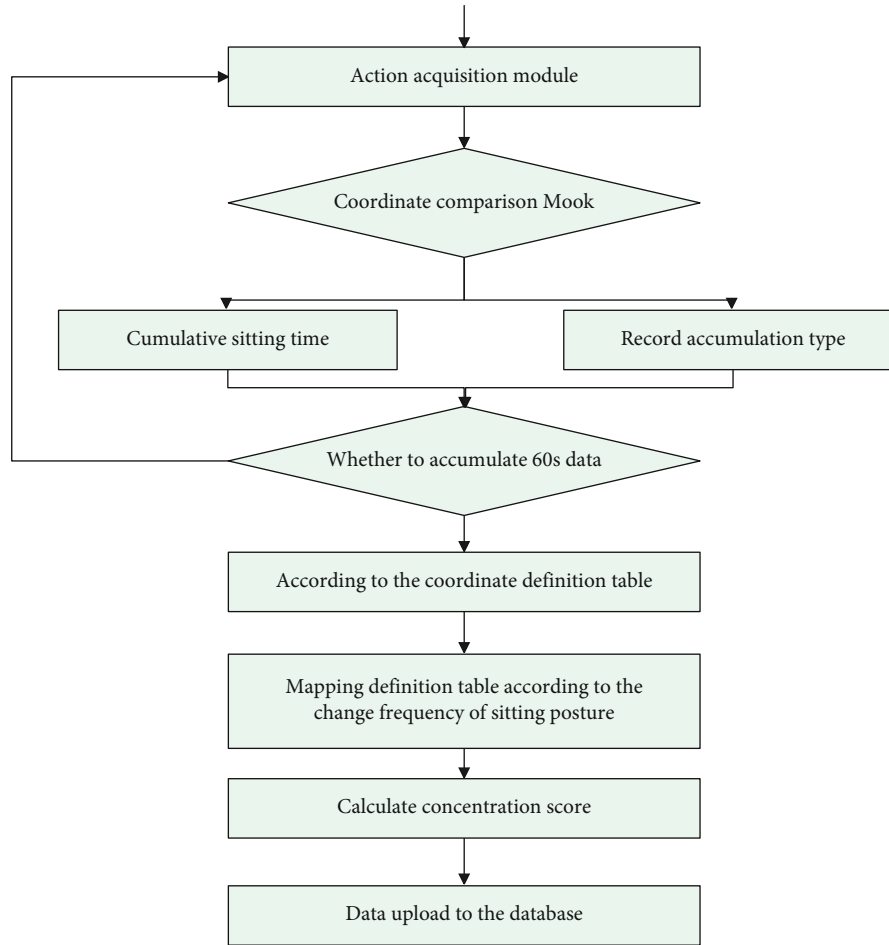 Action acquisition module
Coordinate comparison Mook
Cumulative sitting time
Record accumulation type
Whether to accumulate 60s data
According to the coordinate definition table
Mapping definition table according to the
change frequency of sitting posture
Calculate concentration score
Data upload to the database